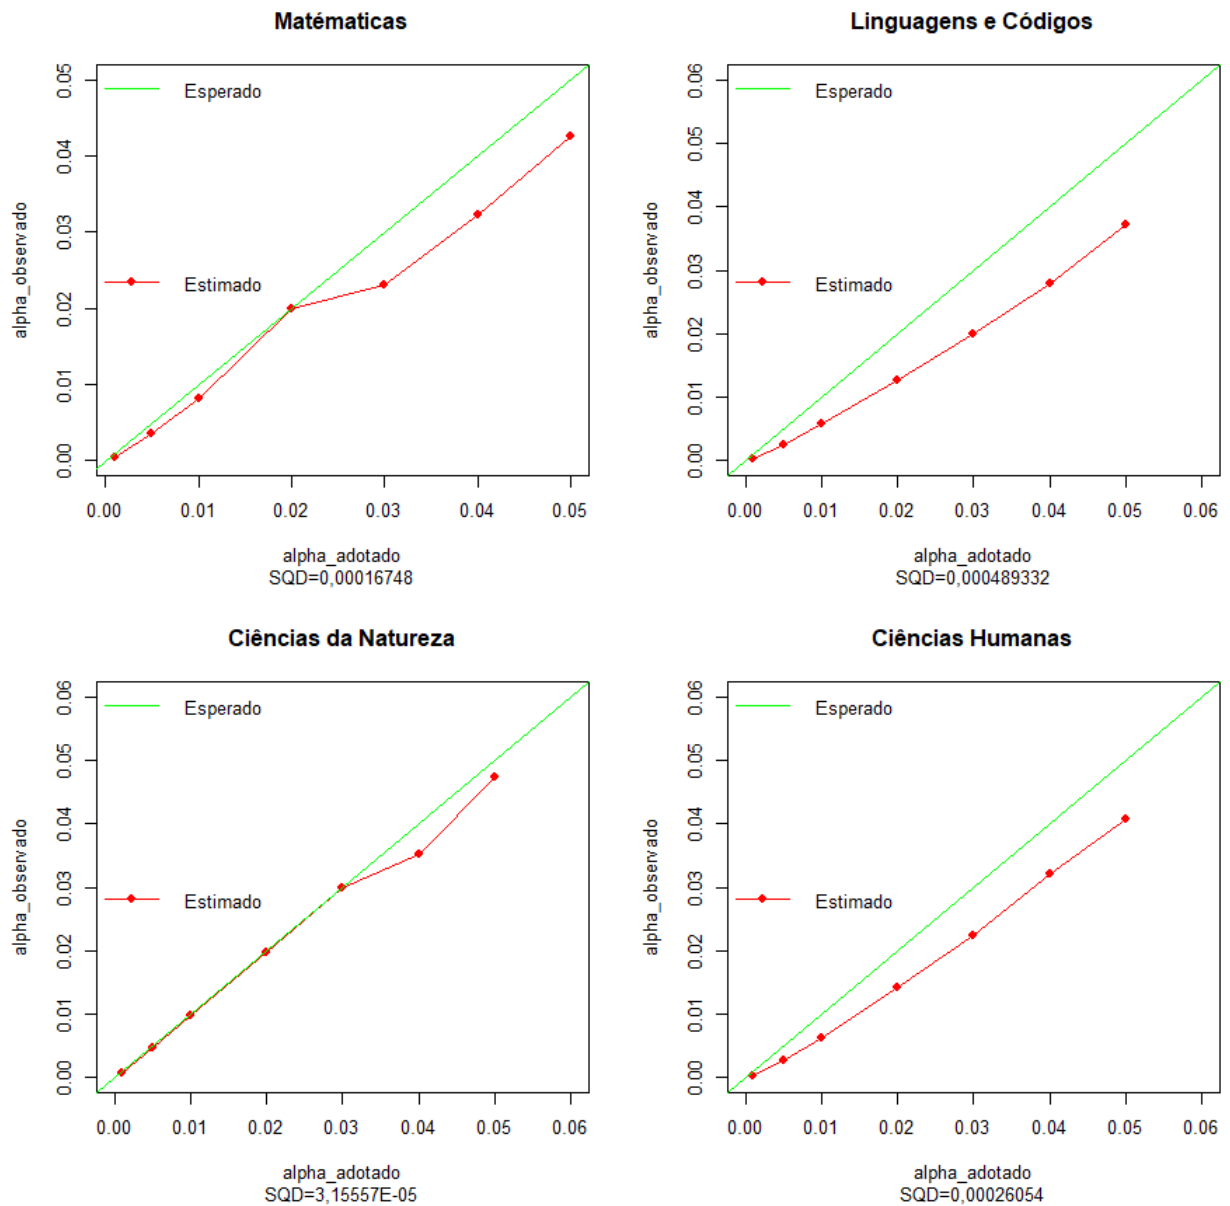 Matématicas
Esperado
Estimado
alpha_observado
0.00 0.01 0.02 0.03 0.04 0.05
0.00 0.01 0.02 0.03 0.04 0.05
alpha_adotado
SQD=0,00016748
Linguagens e Códigos
Esperado
Estimado
alpha_observado
0.00 0.01 0.02 0.03 0.04 0.05 0.06
0.00 0.01 0.02 0.03 0.04 0.05 0.06
alpha_adotado
SQD=0,000489332
Ciências da Natureza
Esperado
Estimado
alpha_observado
0.00 0.01 0.02 0.03 0.04 0.05 0.06
0.00 0.01 0.02 0.03 0.04 0.05 0.06
alpha_adotado
SQD=3,15557E-05
Ciências Humanas
Esperado
Estimado
alpha_observado
0.00 0.01 0.02 0.03 0.04 0.05 0.06
0.00 0.01 0.02 0.03 0.04 0.05 0.06
alpha_adotado
SQD=0,00026054